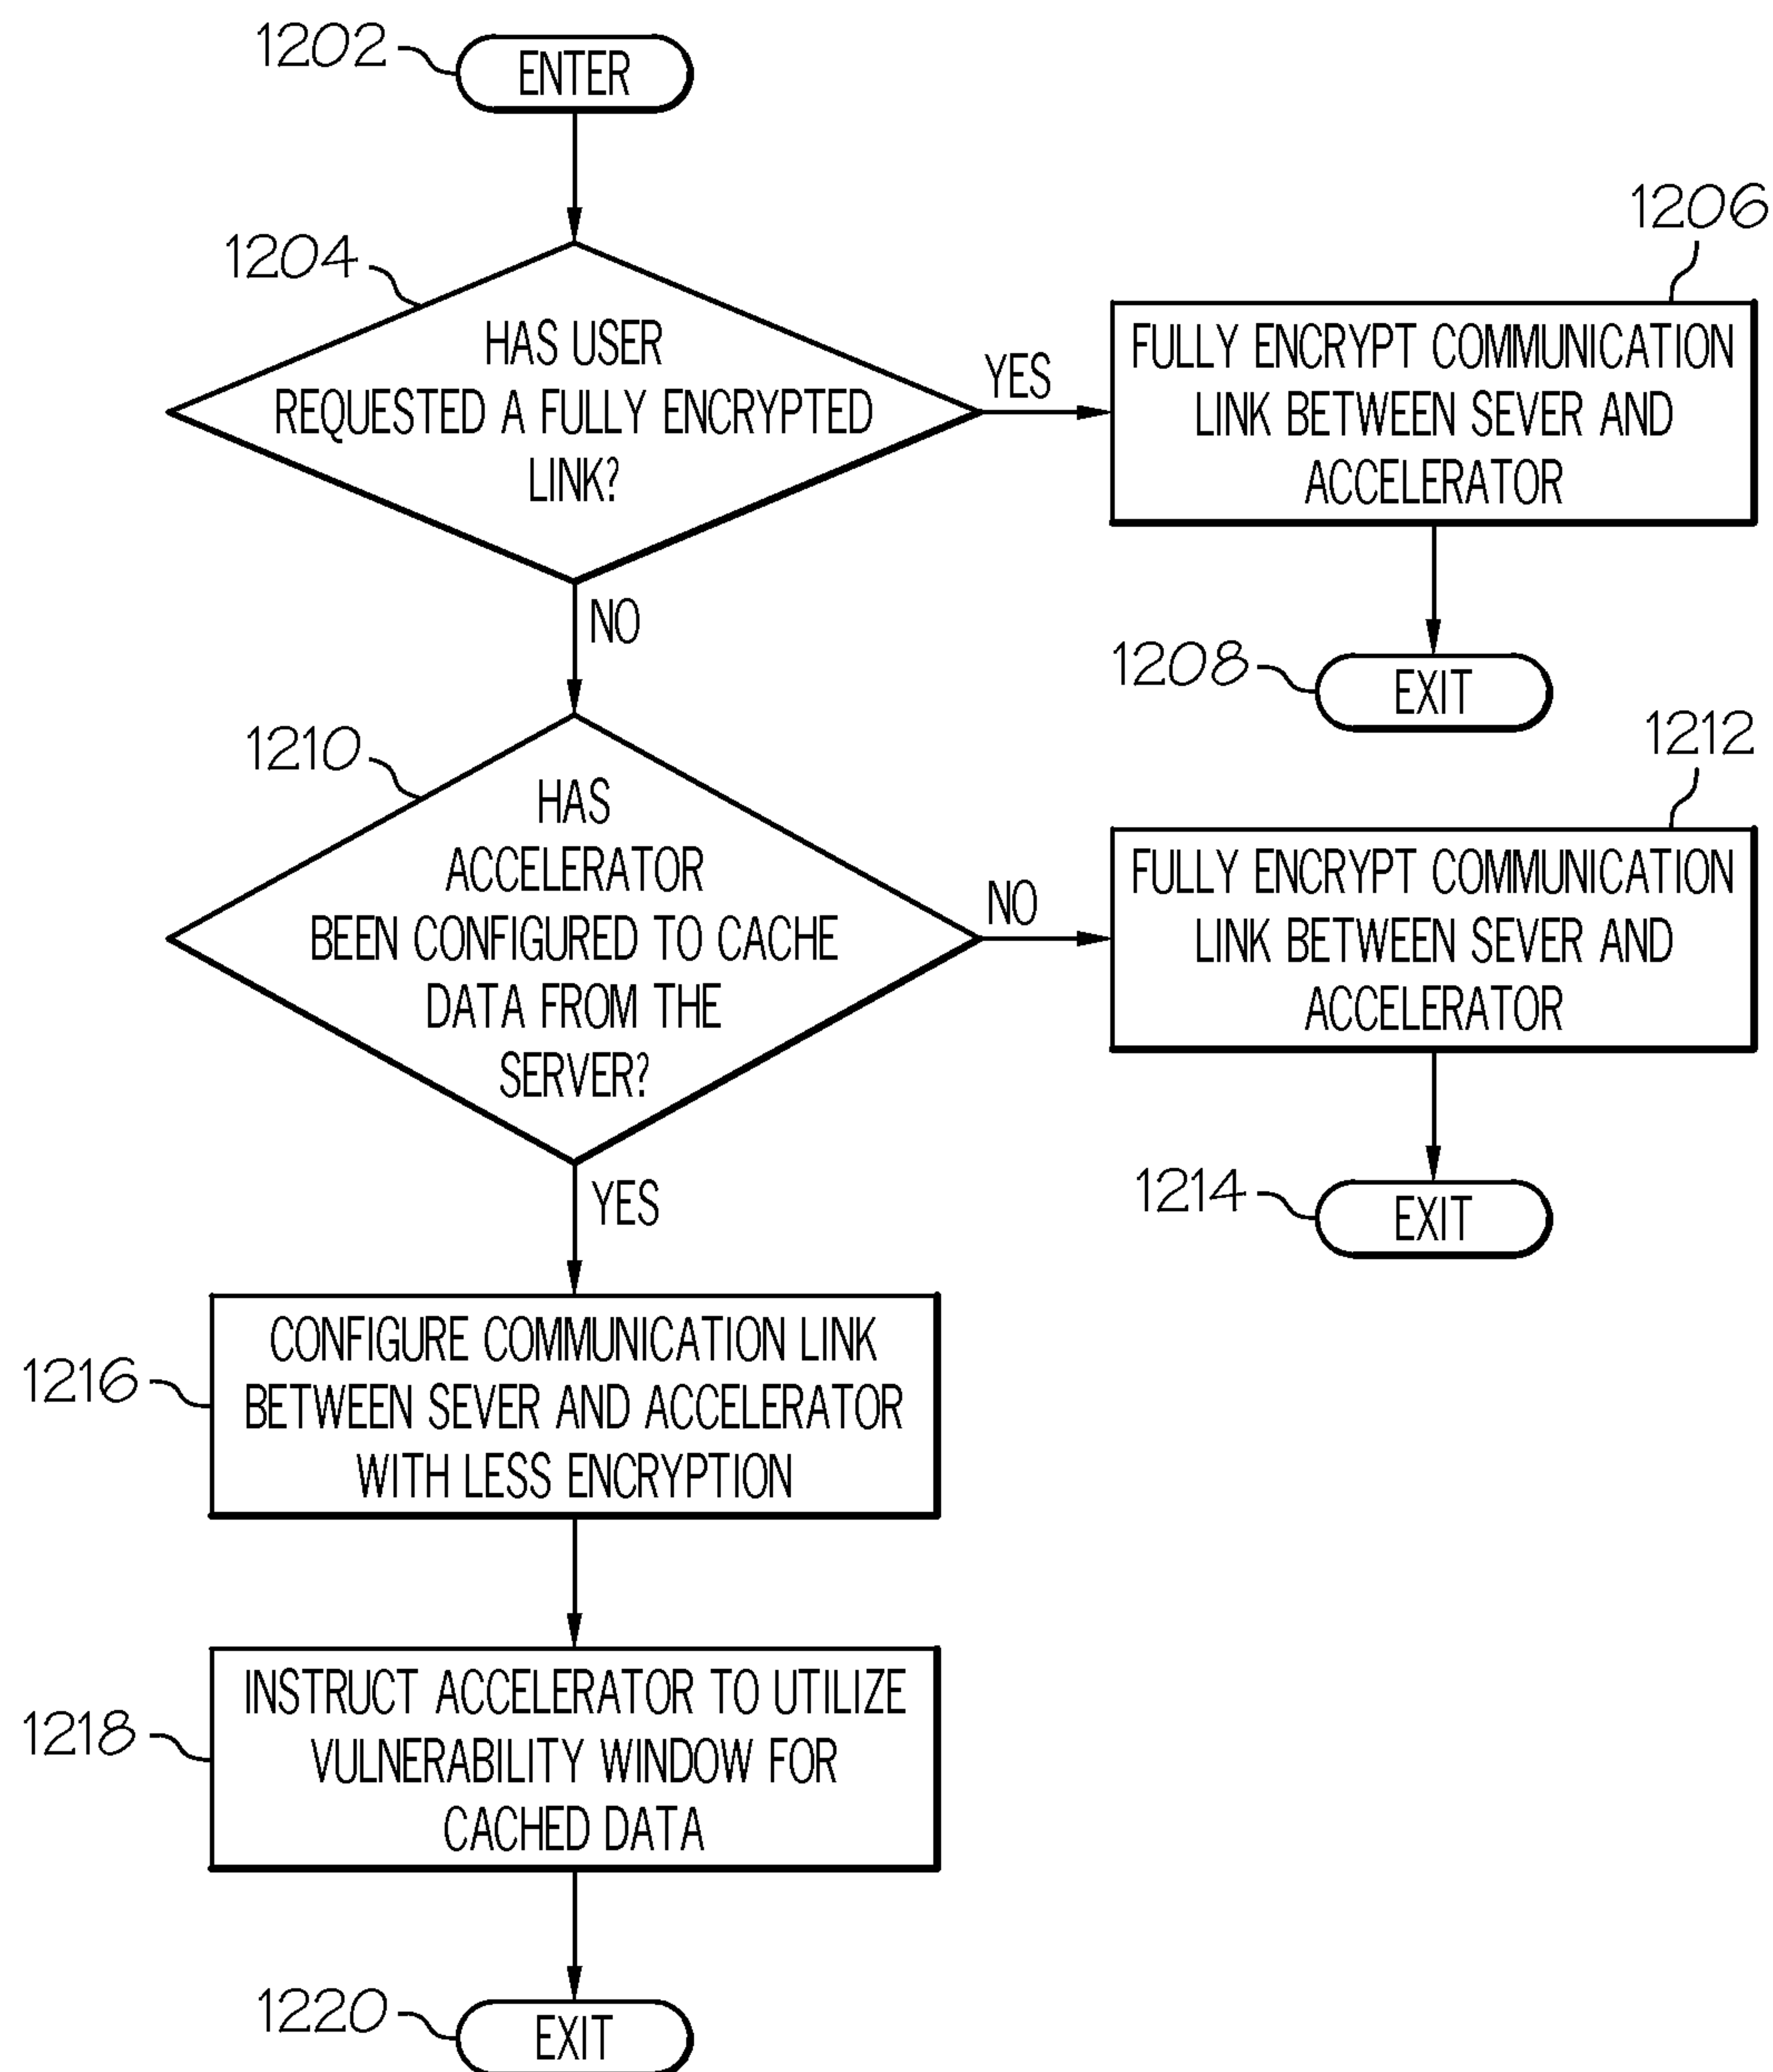 1202
ENTER
1204
HAS USER
REQUESTED A FULLY ENCRYPTED
LINK?
YES
1206
FULLY ENCRYPT COMMUNICATION
LINK BETWEEN SEVER AND
ACCELERATOR
1208
EXIT
NO
1210
HAS
ACCELERATOR
BEEN CONFIGURED TO CACHE
DATA FROM THE
SERVER?
NO
1212
FULLY ENCRYPT COMMUNICATION
LINK BETWEEN SEVER AND
ACCELERATOR
1214
EXIT
YES
1216
CONFIGURE COMMUNICATION LINK
BETWEEN SEVER AND ACCELERATOR
WITH LESS ENCRYPTION
1218
INSTRUCT ACCELERATOR TO UTILIZE
VULNERABILITY WINDOW FOR
CACHED DATA
1220
EXIT